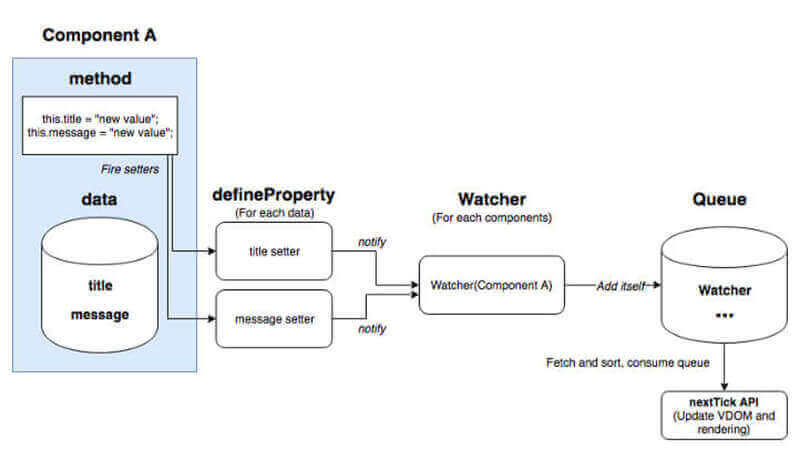 Component A
method
this.title = "new value";
this.message = "new value";
Fire setters
data
title
message
defineProperty
(For each data)
title setter
message setter
notify
notify
Watcher
(For each components)
Watcher(Component A)
Add itself
Queue
Watcher
...
Fetch and sort, consume queue
nextTick API
(Update VDOM and
rendering)